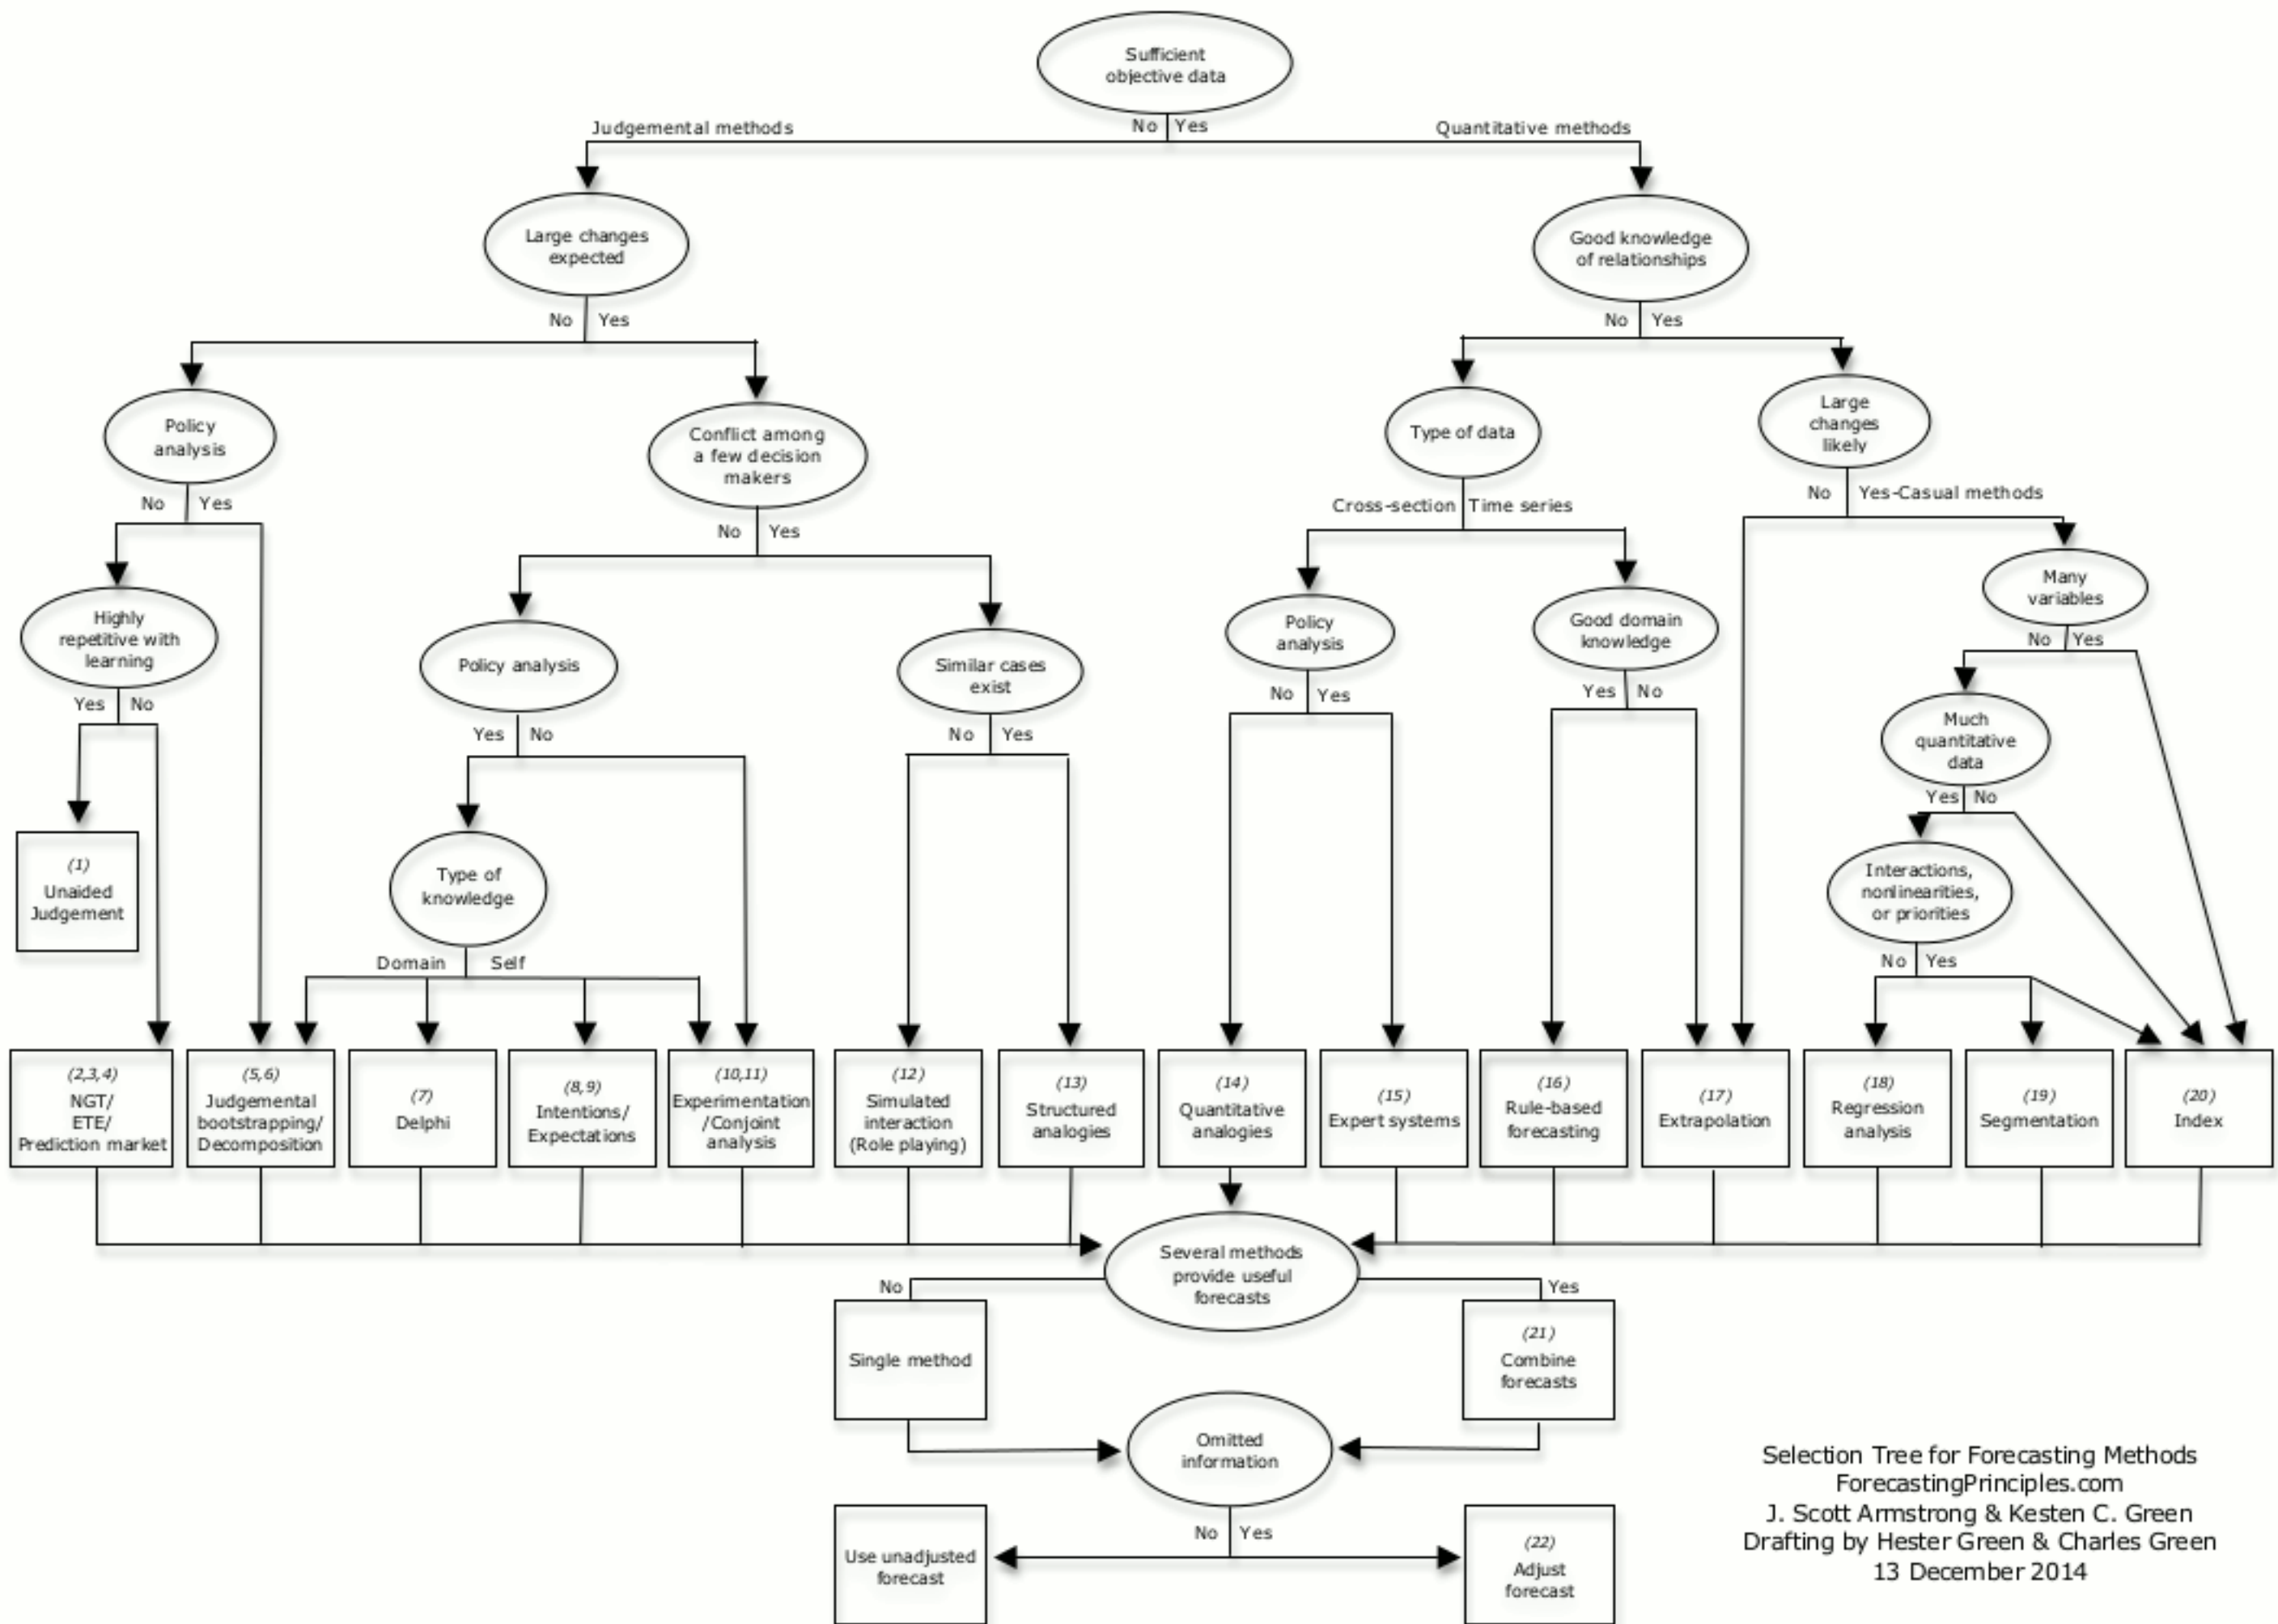 Sufficient
objective data
No Yes
Judgemental methods
Quantitative methods
Large changes
expected
No Yes
Good knowledge
of relationships
No Yes
Policy
analysis
No Yes
Conflict among
a few decision
makers
No Yes
Type of data
Cross-section Time series
Large
changes
likely
No Yes-Casual methods
Highly
repetitive with
learning
Yes No
Policy analysis
Yes No
Similar cases
exist
No Yes
Policy
analysis
No Yes
Good domain
knowledge
Yes No
Many
variables
No Yes
Much
quantitative
data
Yes No
(1)
Unaided
Judgement
Type of
knowledge
Domain Self
Interactions,
nonlinearities,
or priorities
No Yes
(2,3,4)
NGT/
ETE/
Prediction market
(5,6)
Judgemental
bootstrapping/
Decomposition
(7)
Delphi
(8,9)
Intentions/
Expectations
(10,11)
Experimentation
/Conjoint
analysis
(12)
Simulated
interaction
(Role playing)
(13)
Structured
analogies
(14)
Quantitative
analogies
(15)
Expert systems
(16)
Rule-based
forecasting
(17)
Extrapolation
(18)
Regression
analysis
(19)
Segmentation
(20)
Index
Several methods
provide useful
forecasts
No
Yes
Single method
(21)
Combine
forecasts
Omitted
information
No Yes
Use unadjusted
forecast
(22)
Adjust
forecast
Selection Tree for Forecasting Methods
ForecastingPrinciples.com
J. Scott Armstrong & Kesten C. Green
Drafting by Hester Green & Charles Green
13 December 2014